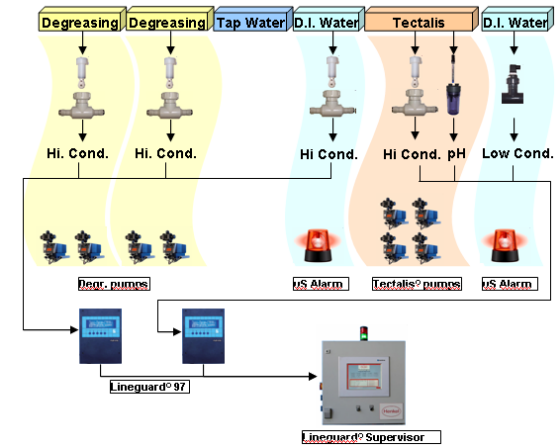 Degreasing Degreasing Tap Water D.I. Water Tectalis D.I. Water
Hi. Cond. Hi. Cond. Hi Cond. Hi Cond. pH Low Cond.
Degr. pumps uS Alarm Tectalis© pumps uS Alarm
Lineguard© 97
Henkel
Lineguard© Supervisor